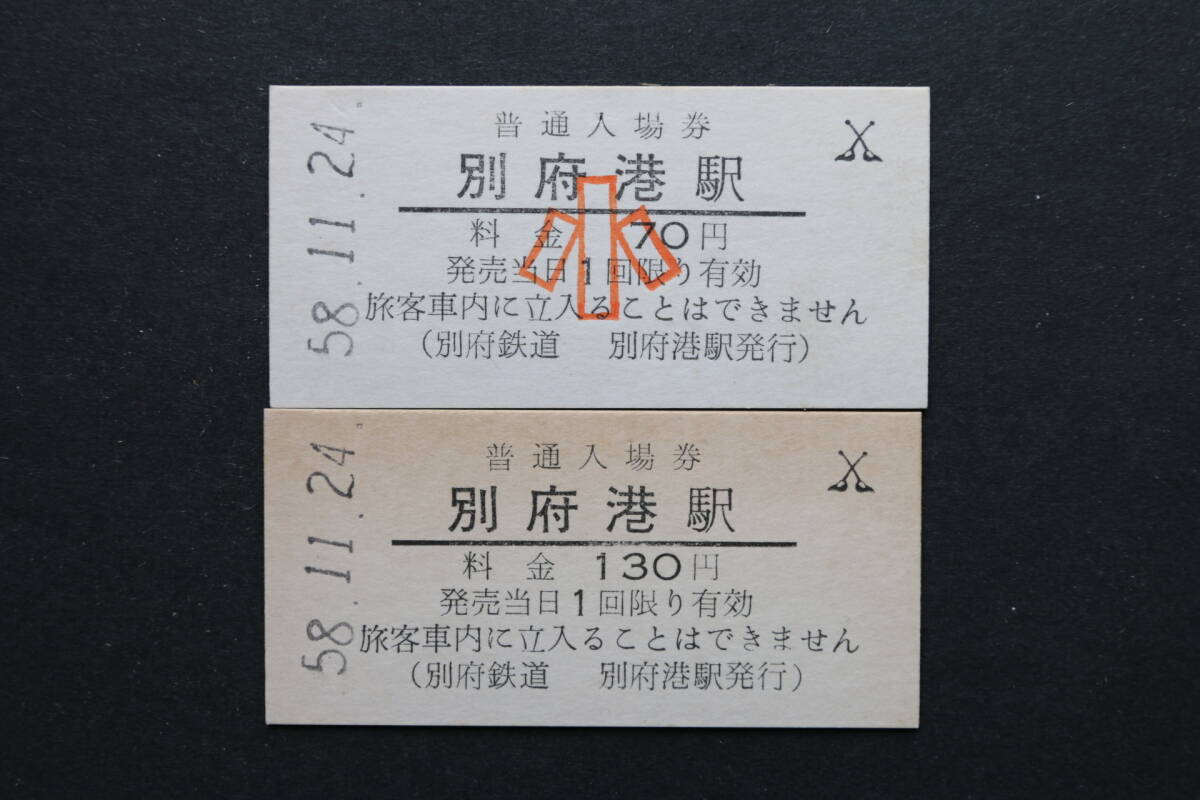 58.11.24.
普通入場券
別府港駅
小
料金 70円
発売当日1回限り有効
旅客車内に立入ることはできません
(別府鉄道 別府港駅発行)
58.11.24.
普通入場券
別府港駅
料金 130円
発売当日1回限り有効
旅客車内に立入ることはできません
(別府鉄道 別府港駅発行)